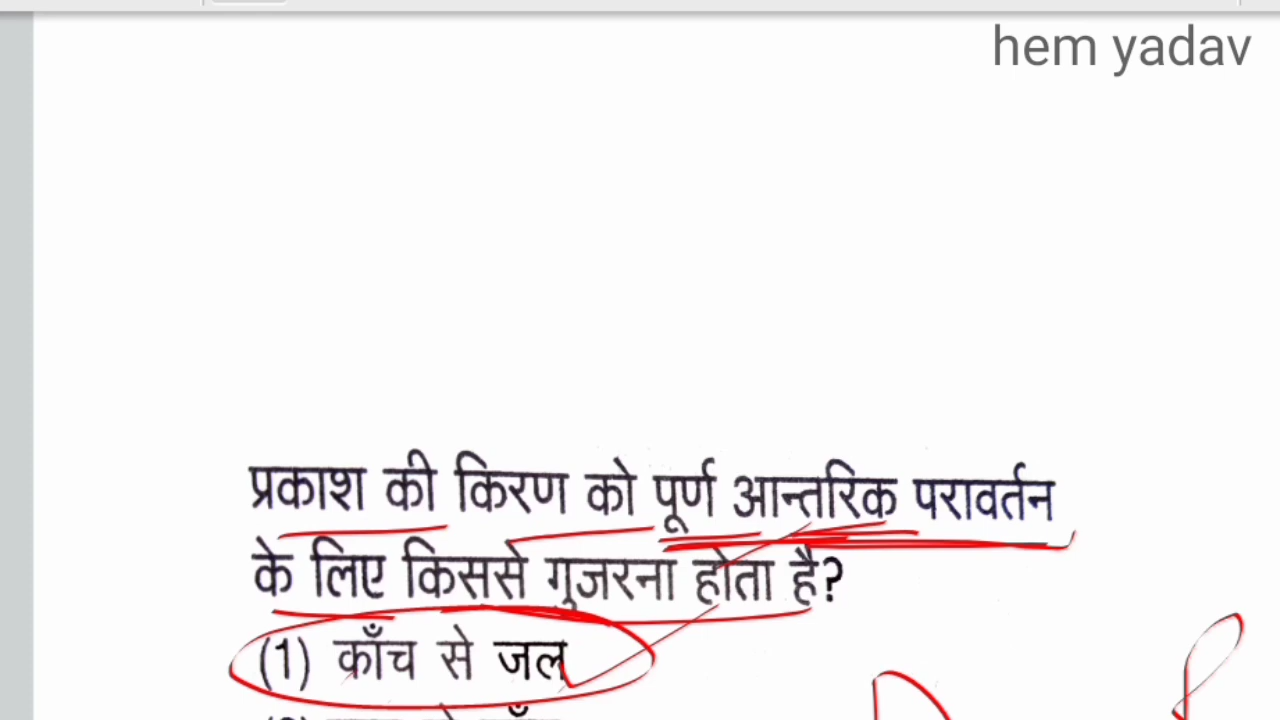 hem yadav
प्रकाश की किरण को पूर्ण आन्तरिक परावर्तन
के लिए किससे गुजरना होता है?
(1) काँच से जल